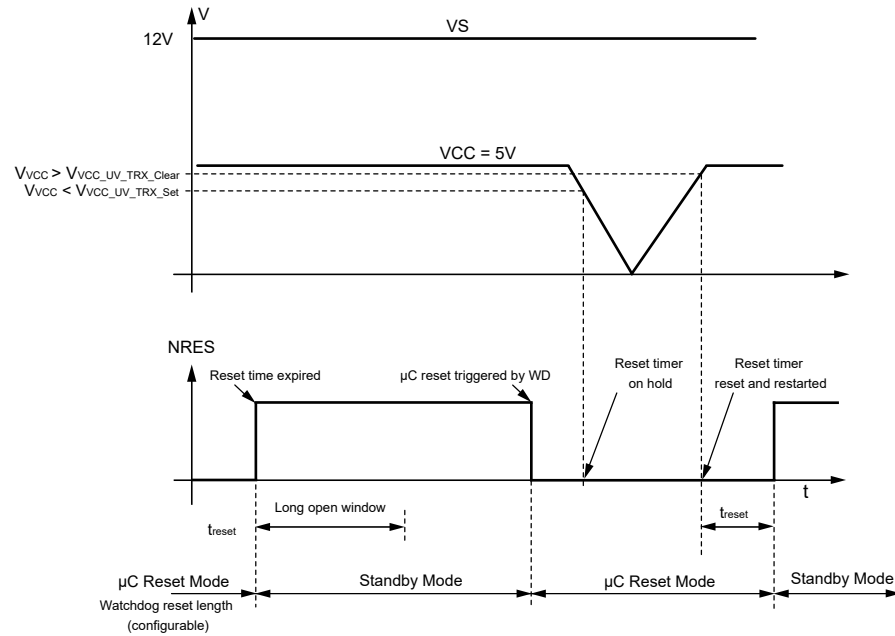 V
VS
12V
VCC = 5V
VVCC > VVCC_UV_TRX_Clear
VVCC < VVCC_UV_TRX_Set
NRES
Reset time expired
µC reset triggered by WD
Reset timer
on hold
Reset timer
reset and restarted
t
Long open window
treset
treset
µC Reset Mode
Watchdog reset length
(configurable)
Standby Mode
µC Reset Mode
Standby Mode